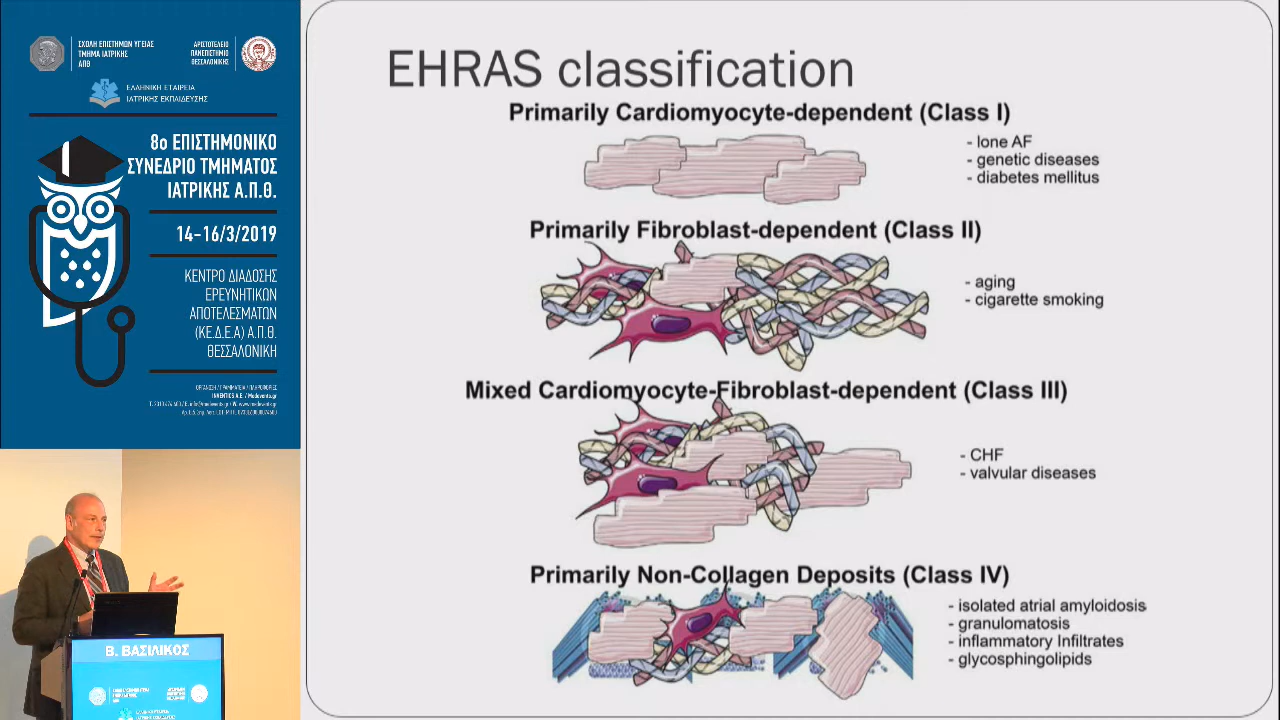 ΣΧΟΛΗ ΕΠΙΣΤΗΜΩΝ ΥΓΕΙΑΣ
ΤΜΗΜΑ ΙΑΤΡΙΚΗΣ
ΑΠΘ
ΑΡΙΣΤΟΤΕΛΕΙΟ
ΠΑΝΕΠΙΣΤΗΜΙΟ
ΘΕΣΣΑΛΟΝΙΚΗΣ
ΕΛΛΗΝΙΚΗ ΕΤΑΙΡΕΙΑ
ΙΑΤΡΙΚΗΣ ΕΚΠΑΙΔΕΥΣΗΣ
8ο ΕΠΙΣΤΗΜΟΝΙΚΟ
ΣΥΝΕΔΡΙΟ ΤΜΗΜΑΤΟΣ
ΙΑΤΡΙΚΗΣ Α.Π.Θ.
14-16/3/2019
ΚΕΝΤΡΟ ΔΙΑΔΟΣΗΣ
ΕΡΕΥΝΗΤΙΚΩΝ
ΑΠΟΤΕΛΕΣΜΑΤΩΝ
(ΚΕ.Δ.Ε.Α) Α.Π.Θ.
ΘΕΣΣΑΛΟΝΙΚΗ
ΟΡΓΑΝΩΣΗ / ΓΡΑΜΜΑΤΕΙΑ / ΠΛΗΡΟΦΟΡΙΕΣ
Β. ΒΑΣΙΛΙΚΟΣ
EHRAS classification
Primarily Cardiomyocyte-dependent (Class I)
- lone AF
- genetic diseases
- diabetes mellitus
Primarily Fibroblast-dependent (Class II)
- aging
- cigarette smoking
Mixed Cardiomyocyte-Fibroblast-dependent (Class III)
- CHF
- valvular diseases
Primarily Non-Collagen Deposits (Class IV)
- isolated atrial amyloidosis
- granulomatosis
- inflammatory Infiltrates
- glycosphingolipids